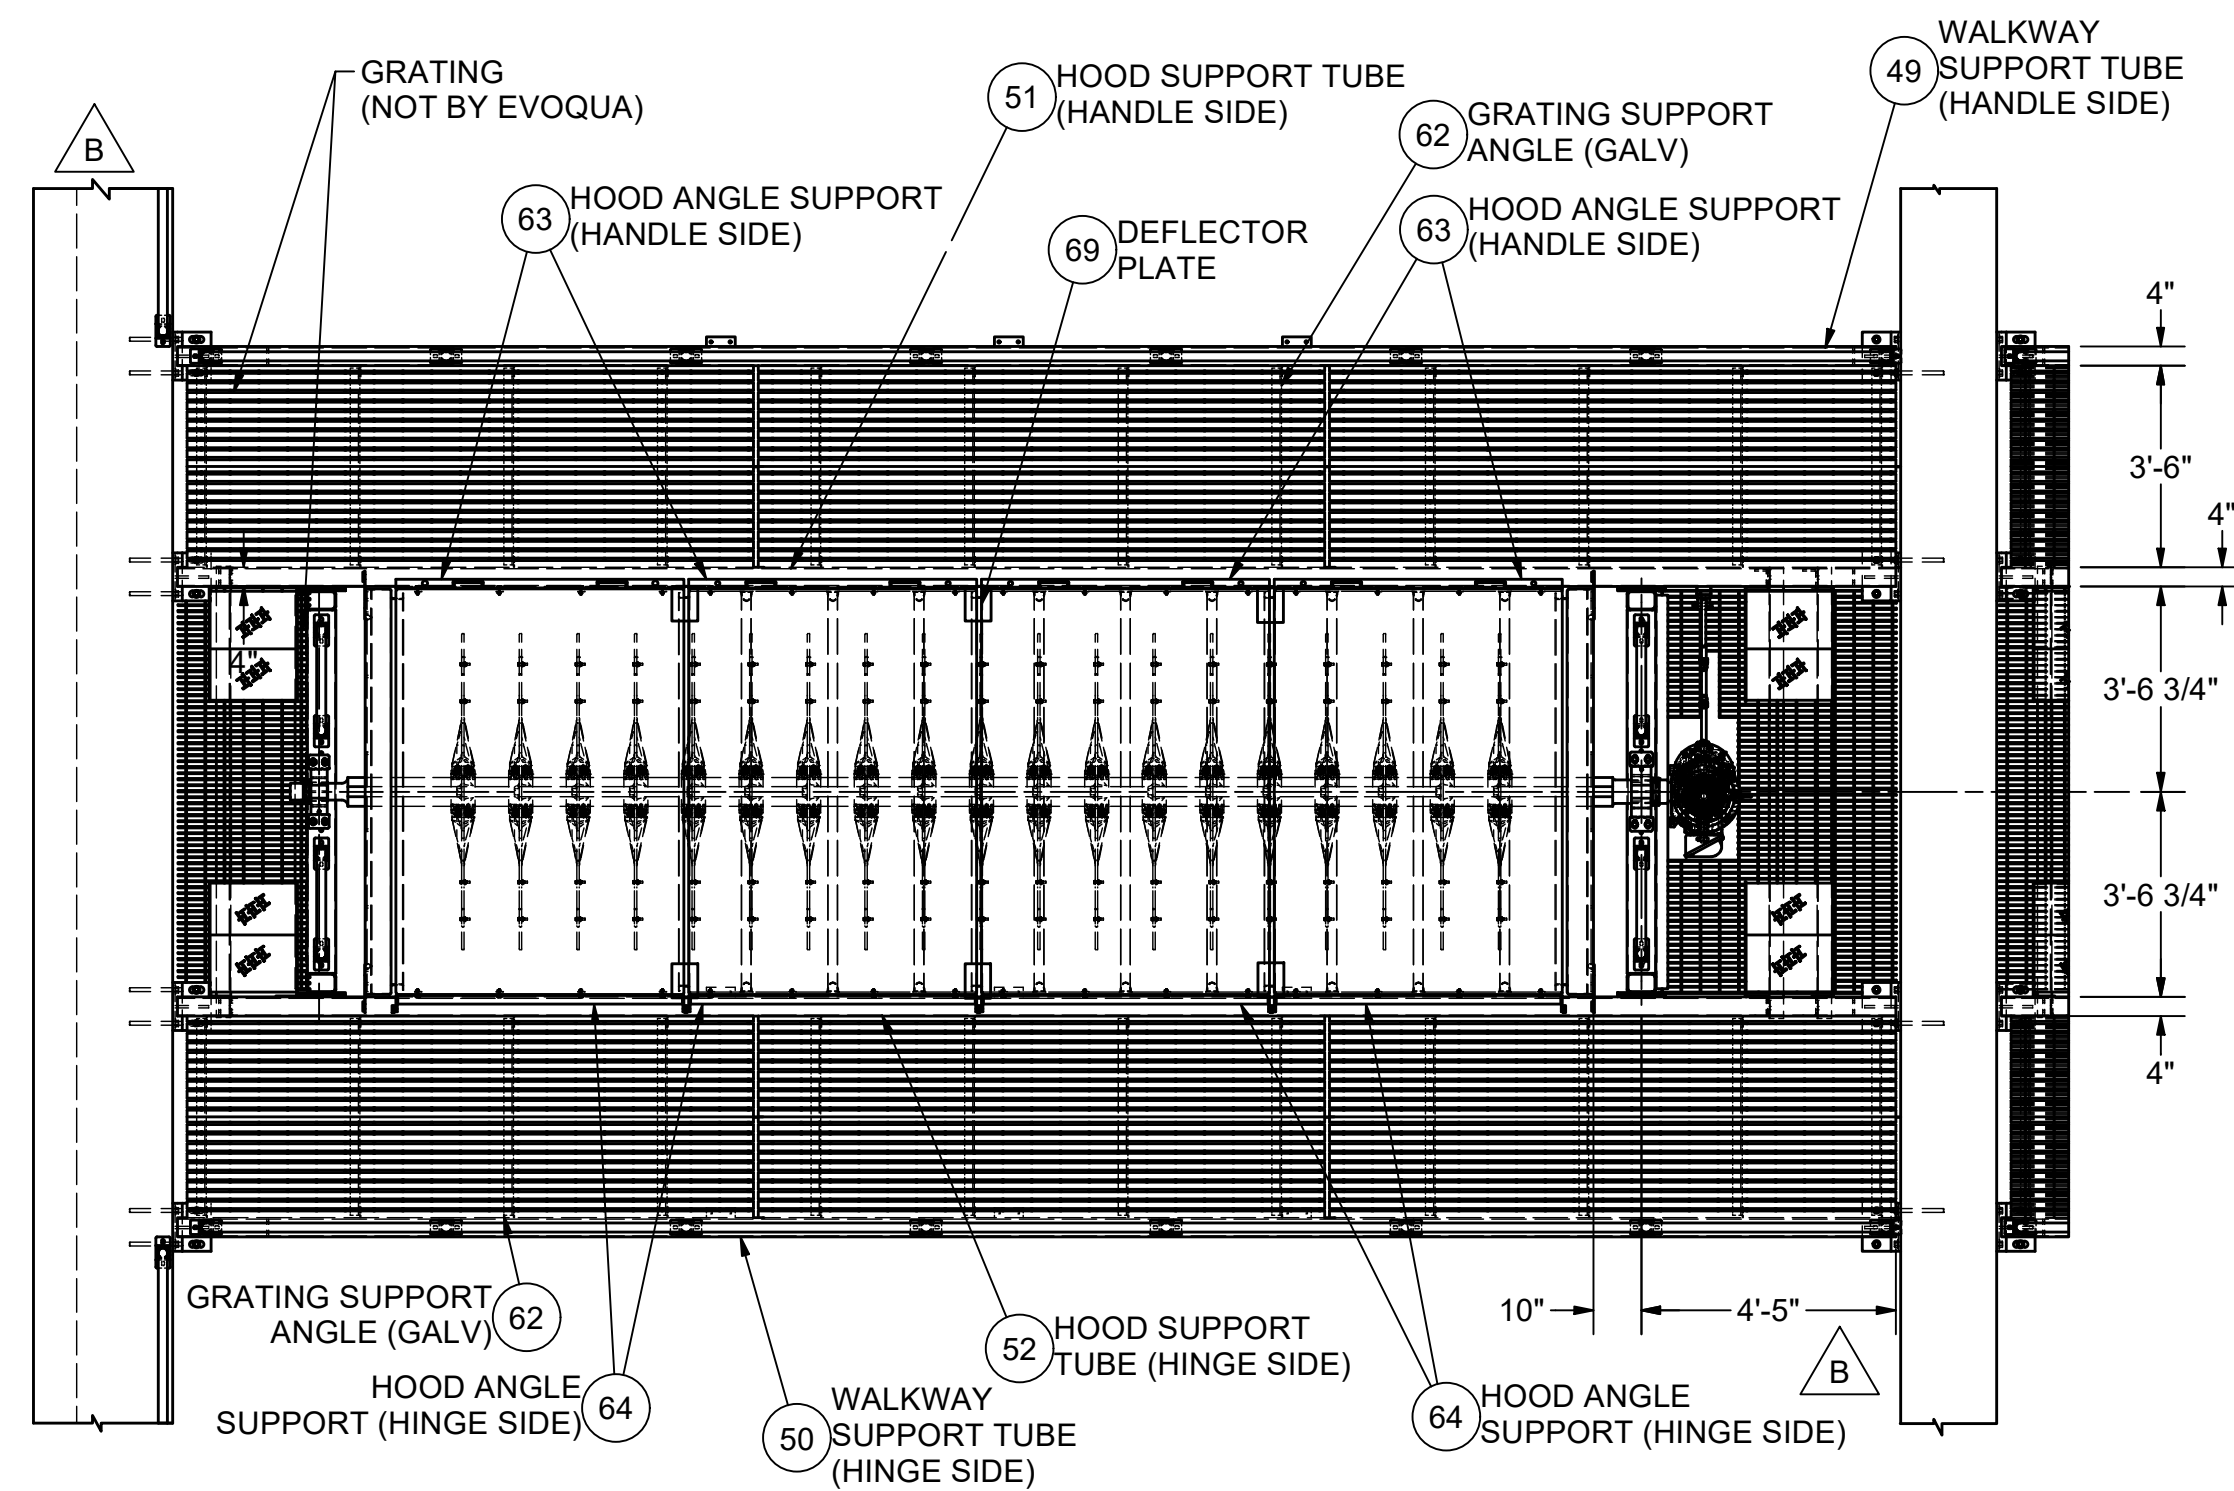 WALKWAY
49 SUPPORT TUBE
(HANDLE SIDE)
GRATING
(NOT BY EVOQUA)
51 HOOD SUPPORT TUBE
(HANDLE SIDE)
62 GRATING SUPPORT
ANGLE (GALV)
B
63 HOOD ANGLE SUPPORT
(HANDLE SIDE)
69 DEFLECTOR
PLATE
63 HOOD ANGLE SUPPORT
(HANDLE SIDE)
4"
3'-6"
4"
4"
3'-6 3/4"
3'-6 3/4"
4"
10"
4'-5"
B
GRATING SUPPORT
ANGLE (GALV) 62
HOOD ANGLE
SUPPORT (HINGE SIDE) 64
50 WALKWAY
SUPPORT TUBE
(HINGE SIDE)
52 HOOD SUPPORT
TUBE (HINGE SIDE)
64 HOOD ANGLE
SUPPORT (HINGE SIDE)